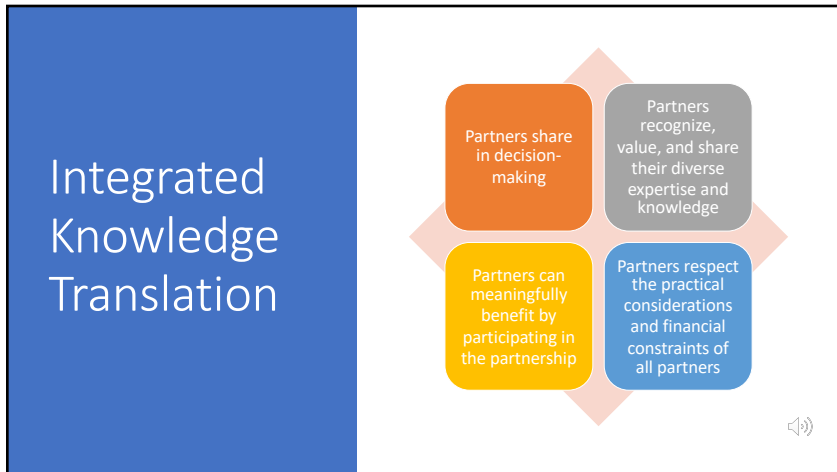 Integrated
Knowledge
Translation
Partners share
in decision-
making
Partners
recognize,
value, and share
their diverse
expertise and
knowledge
Partners can
meaningfully
benefit by
participating in
the partnership
Partners respect
the practical
considerations
and financial
constraints of
all partners